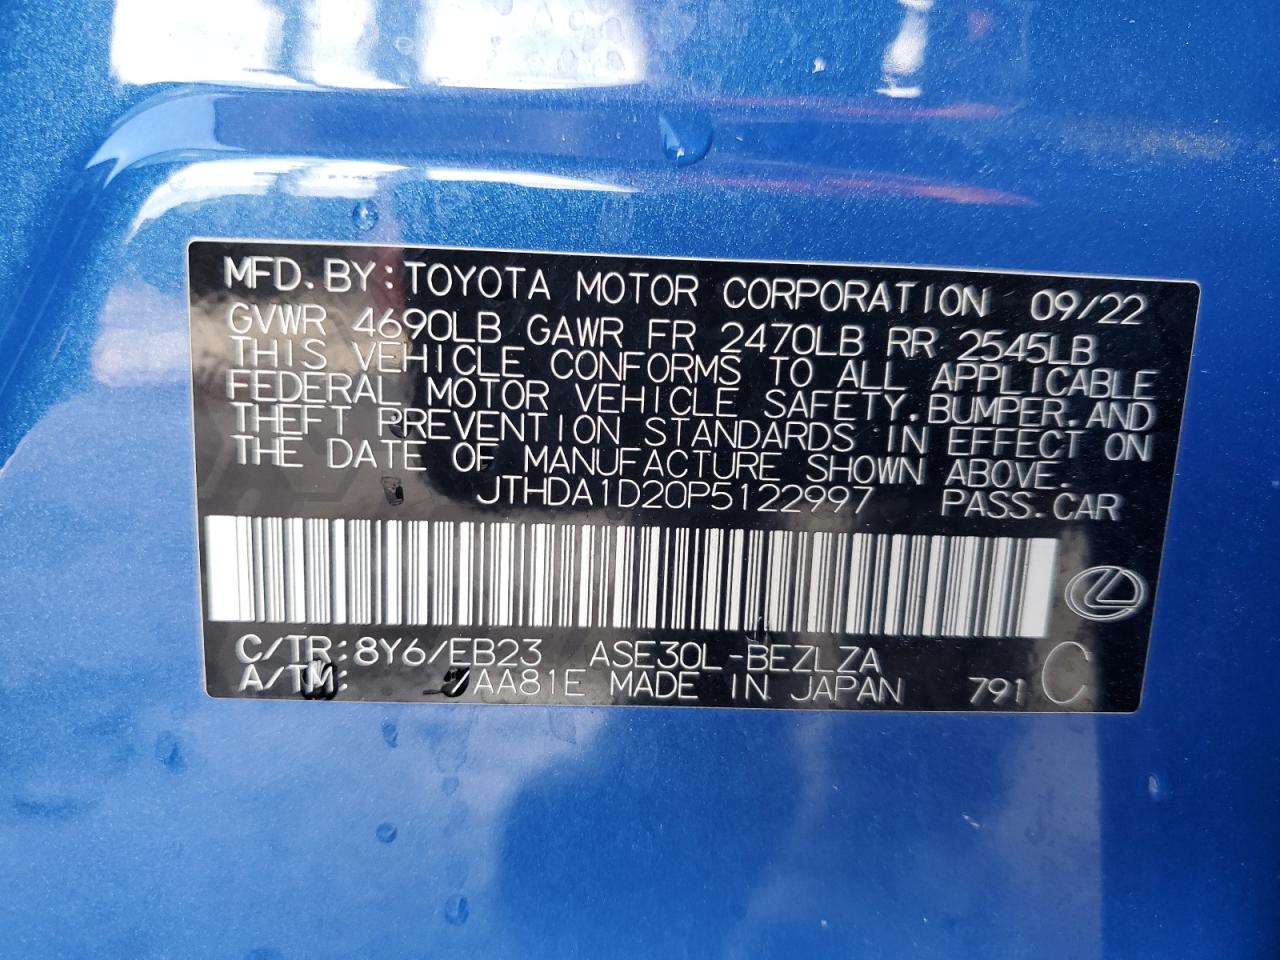 MFD. BY: TOYOTA MOTOR CORPORATION 09/22
GVWR 4690LB GAWR FR 2470LB RR 2545LB
THIS VEHICLE CONFORMS TO ALL APPLICABLE
FEDERAL MOTOR VEHICLE SAFETY, BUMPER, AND
THEFT PREVENTION STANDARDS IN EFFECT ON
THE DATE OF MANUFACTURE SHOWN ABOVE.
JTHDA1D20P5122997 PASS. CAR
C/TR: 8Y6/EB23 ASE30L-BEZLZA
A/TM: /AA81E MADE IN JAPAN 791 C